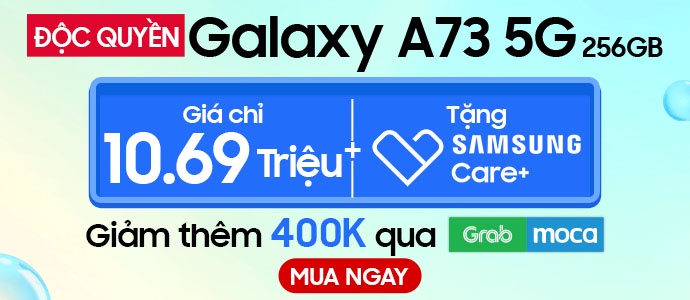 ĐỘC QUYỀN Galaxy A73 5G 256GB
Giá chỉ
10.69 Triệu+
Tặng
SAMSUNG
Care+
Giảm thêm 400K qua Grab moca
MUA NGAY